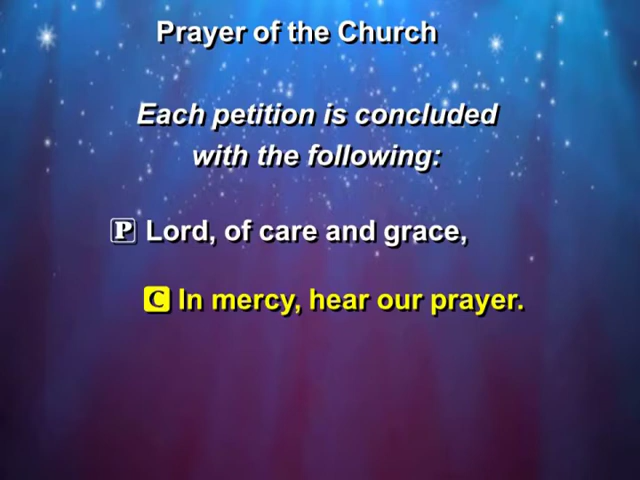 Prayer of the Church
Each petition is concluded
with the following:
P Lord, of care and grace,
C In mercy, hear our prayer.